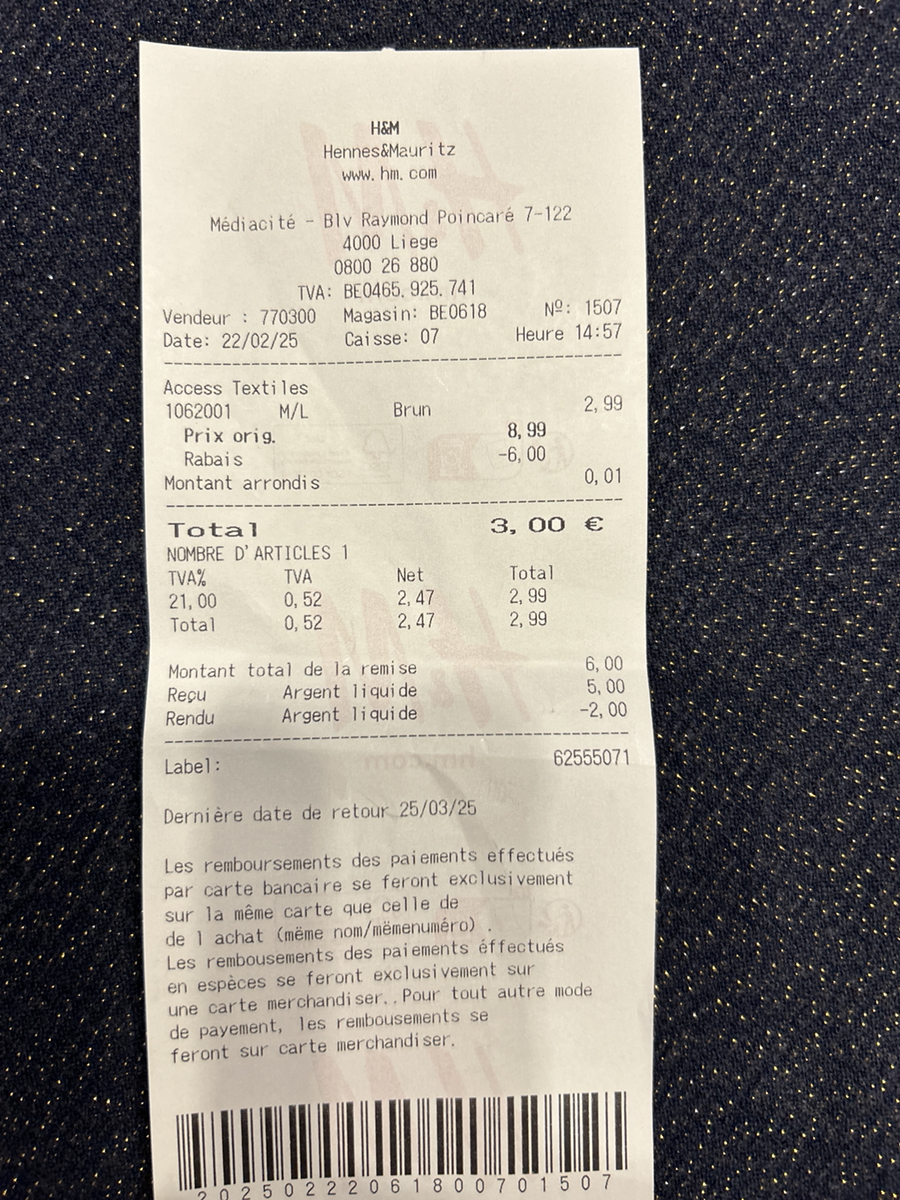 H&M
Hennes&Mauritz
www.hm.com
Médiacité - Blv Raymond Poincaré 7-122
4000 Liege
0800 26 880
TVA: BE0465.925.741
Vendeur : 770300 Magasin: BE0618 Nº: 1507
Date: 22/02/25 Caisse: 07 Heure 14:57
Access Textiles
1062001 M/L Brun 2,99
Prix orig. 8,99
Rabais -6,00
Montant arrondis 0,01
Total 3,00 €
NOMBRE D'ARTICLES 1
TVA% TVA Net Total
21,00 0,52 2,47 2,99
Total 0,52 2,47 2,99
Montant total de la remise 6,00
Reçu Argent liquide 5,00
Rendu Argent liquide -2,00
Label: 62555071
Dernière date de retour 25/03/25
Les remboursements des paiements effectués
par carte bancaire se feront exclusivement
sur la même carte que celle de
de l achat (mëme nom/mëmenuméro) .
Les rembousements des paiements éffectués
en espèces se feront exclusivement sur
une carte merchandiser..Pour tout autre mode
de payement, les rembousements se
feront sur carte merchandiser.
20250222061800701507